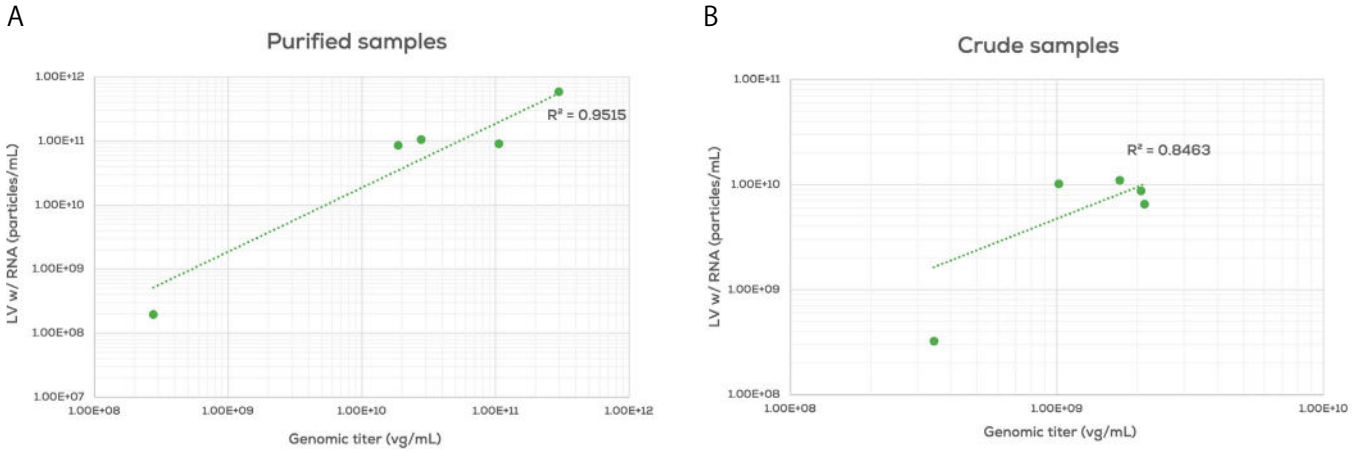 A
Purified samples
1.00E+12
1.00E+11
1.00E+10
1.00E+09
1.00E+08
1.00E+07
LV w/ RNA (particles/mL)
R² = 0.9515
1.00E+08
1.00E+09
1.00E+10
1.00E+11
1.00E+12
Genomic titer (vg/mL)
B
Crude samples
1.00E+11
1.00E+10
1.00E+09
1.00E+08
LV w/ RNA (particles/mL)
R² = 0.8463
1.00E+08
1.00E+09
1.00E+10
Genomic titer (vg/mL)